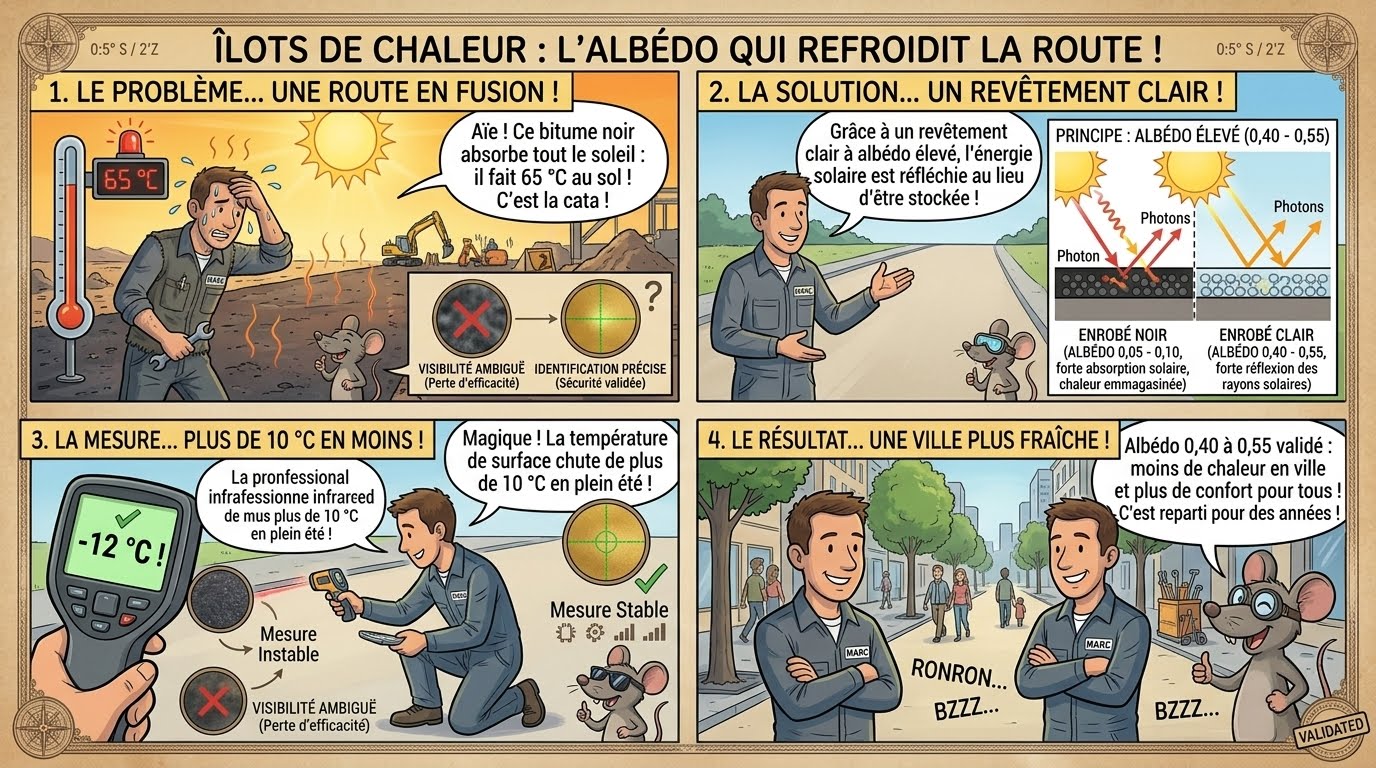 0:5° S / 2'Z
ÎLOTS DE CHALEUR : L'ALBÉDO QUI REFROIDIT LA ROUTE !
0:5° S / 2'Z
1. LE PROBLÈME... UNE ROUTE EN FUSION !
65 °C
Aïe ! Ce bitume noir
absorbe tout le soleil :
il fait 65 °C au sol !
C'est la cata !
MARC
?
VISIBILITÉ AMBIGUË
(Perte d'efficacité)
IDENTIFICATION PRÉCISE
(Sécurité validée)
2. LA SOLUTION... UN REVÊTEMENT CLAIR !
Grâce à un revêtement
clair à albédo élevé, l'énergie
solaire est réfléchie au lieu
d'être stockée !
PRINCIPE : ALBÉDO ÉLEVÉ (0,40 - 0,55)
Photons
Photon
Photons
ENROBÉ NOIR
(ALBÉDO 0,05 - 0,10,
forte absorption solaire,
chaleur emmagasinée)
ENROBÉ CLAIR
(ALBÉDO 0,40 - 0,55,
forte réflexion des
rayons solaires)
3. LA MESURE... PLUS DE 10 °C EN MOINS !
-12 °C !
La pronfessional
infrafessionne infrareed
de mus plus de 10 °C
en plein été !
Magique ! La température
de surface chute de plus
de 10 °C en plein été !
Mesure
Instable
VISIBILITÉ AMBIGUË
(Perte d'efficacité)
Mesure Stable
4. LE RÉSULTAT... UNE VILLE PLUS FRAÎCHE !
Albédo 0,40 à 0,55 validé :
moins de chaleur en ville
et plus de confort pour tous !
C'est reparti pour des années !
MARC
MARC
RONRON...
BZZZ...
BZZZ...
VALIDATED